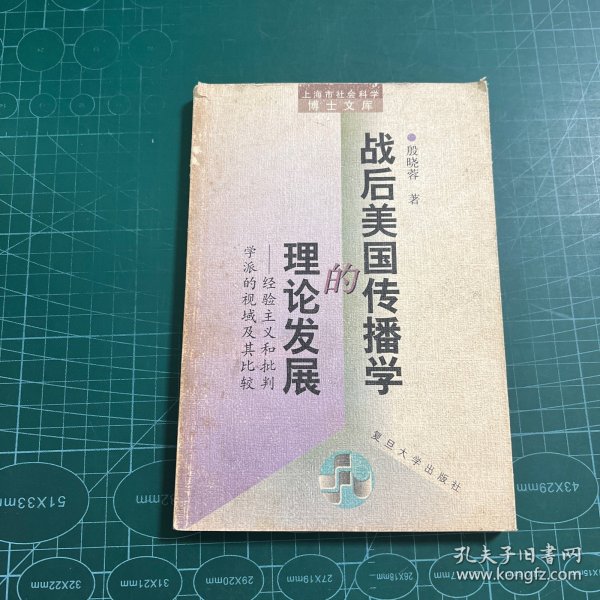 上海市社会科学
博士文库
殷晓蓉 著
战后美国传播学
的
理论发展
——经验主义和批判
学派的视域及其比较
复旦大学出版社
51X33mm
43X29mm
32X22mm
31X21mm
29X20mm
27X19mm
26X18mm
孔夫子旧书网
www.kongfz.com